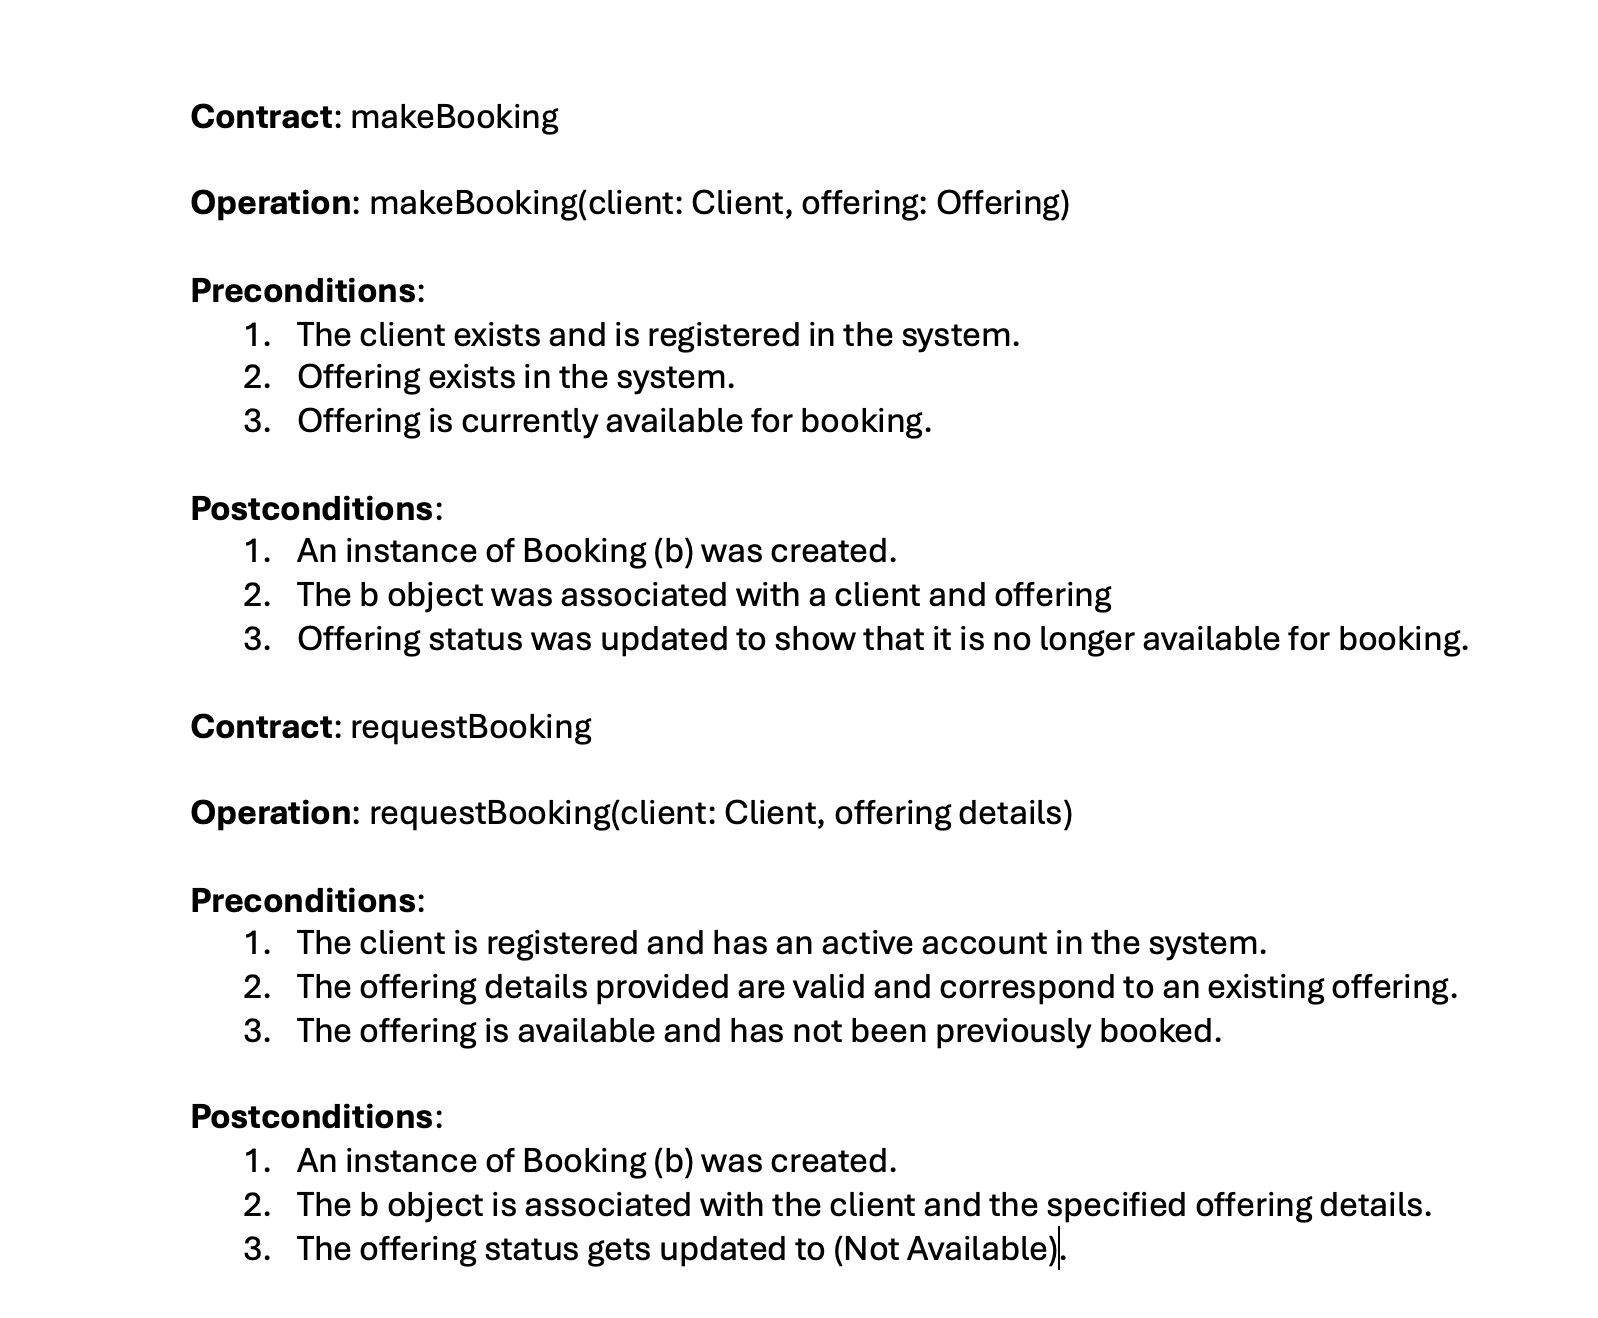 Contract: makeBooking
Operation: makeBooking(client: Client, offering: Offering)
Preconditions:
1. The client exists and is registered in the system.
2. Offering exists in the system.
3. Offering is currently available for booking.
Postconditions:
1. An instance of Booking (b) was created.
2. The b object was associated with a client and offering
3. Offering status was updated to show that it is no longer available for booking.
Contract: requestBooking
Operation: requestBooking(client: Client, offering details)
Preconditions:
1. The client is registered and has an active account in the system.
2. The offering details provided are valid and correspond to an existing offering.
3. The offering is available and has not been previously booked.
Postconditions:
1. An instance of Booking (b) was created.
2. The b object is associated with the client and the specified offering details.
3. The offering status gets updated to (Not Available).